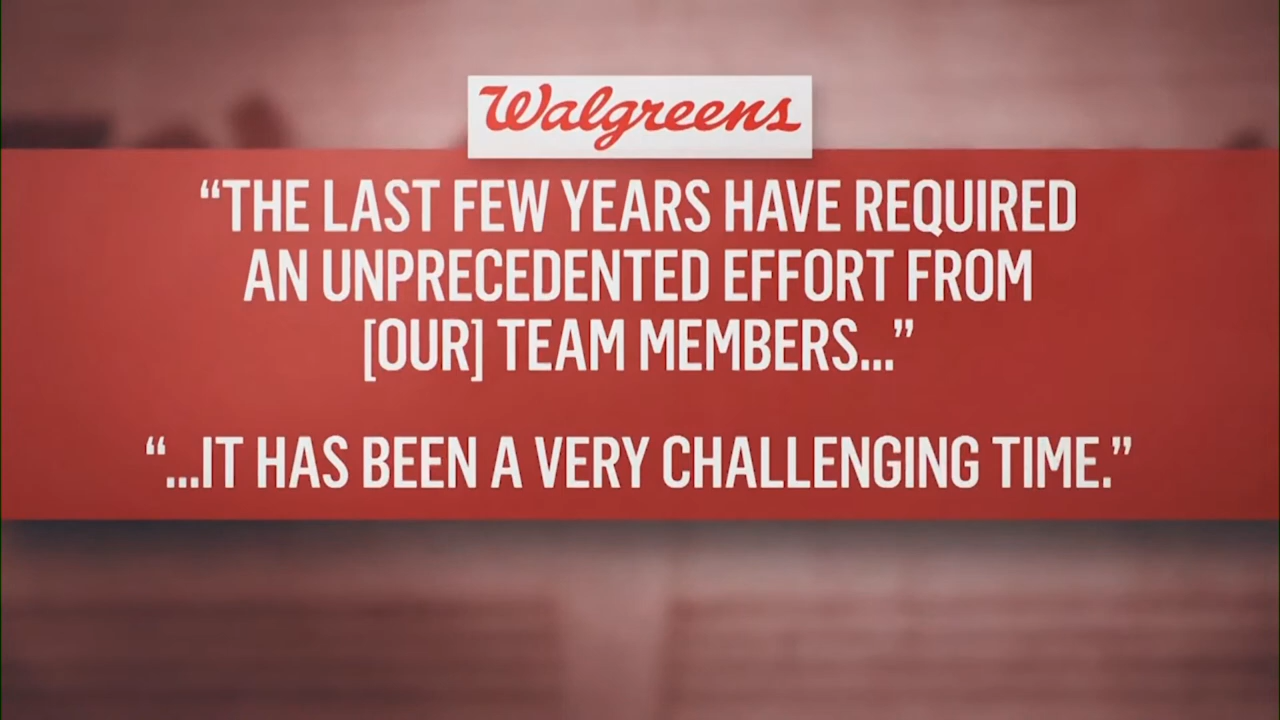 Walgreens
“THE LAST FEW YEARS HAVE REQUIRED
AN UNPRECEDENTED EFFORT FROM
[OUR] TEAM MEMBERS...”
“...IT HAS BEEN A VERY CHALLENGING TIME.”